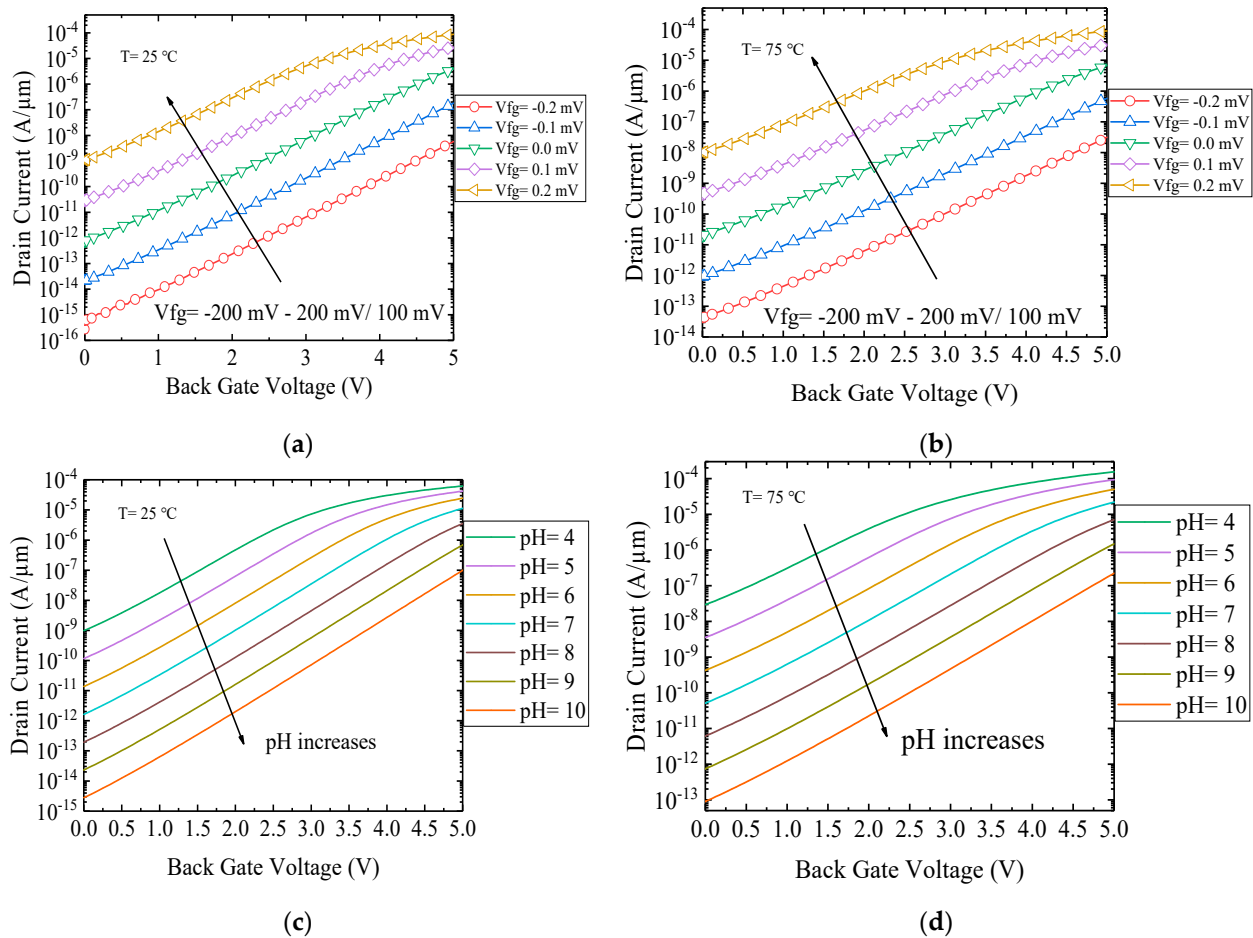 10⁻⁴
10⁻⁵
10⁻⁶
10⁻⁷
10⁻⁸
10⁻⁹
10⁻¹⁰
10⁻¹¹
10⁻¹²
10⁻¹³
10⁻¹⁴
10⁻¹⁵
10⁻¹⁶
Drain Current (A/μm)
T= 25 ºC
Vfg= -200 mV - 200 mV/ 100 mV
0 1 2 3 4 5
Back Gate Voltage (V)
Vfg= -0.2 mV
Vfg= -0.1 mV
Vfg= 0.0 mV
Vfg= 0.1 mV
Vfg= 0.2 mV
(a)
10⁻⁴
10⁻⁵
10⁻⁶
10⁻⁷
10⁻⁸
10⁻⁹
10⁻¹⁰
10⁻¹¹
10⁻¹²
10⁻¹³
10⁻¹⁴
Drain Current (A/μm)
T= 75 ºC
Vfg= -200 mV - 200 mV/ 100 mV
0.0 0.5 1.0 1.5 2.0 2.5 3.0 3.5 4.0 4.5 5.0
Back Gate Voltage (V)
Vfg= -0.2 mV
Vfg= -0.1 mV
Vfg= 0.0 mV
Vfg= 0.1 mV
Vfg= 0.2 mV
(b)
10⁻⁴
10⁻⁵
10⁻⁶
10⁻⁷
10⁻⁸
10⁻⁹
10⁻¹⁰
10⁻¹¹
10⁻¹²
10⁻¹³
10⁻¹⁴
10⁻¹⁵
Drain Current (A/μm)
T= 25 ºC
pH increases
0.0 0.5 1.0 1.5 2.0 2.5 3.0 3.5 4.0 4.5 5.0
Back Gate Voltage (V)
pH= 4
pH= 5
pH= 6
pH= 7
pH= 8
pH= 9
pH= 10
(c)
10⁻⁴
10⁻⁵
10⁻⁶
10⁻⁷
10⁻⁸
10⁻⁹
10⁻¹⁰
10⁻¹¹
10⁻¹²
10⁻¹³
Drain Current (A/μm)
T= 75 ºC
pH increases
0.0 0.5 1.0 1.5 2.0 2.5 3.0 3.5 4.0 4.5 5.0
Back Gate Voltage (V)
pH= 4
pH= 5
pH= 6
pH= 7
pH= 8
pH= 9
pH= 10
(d)